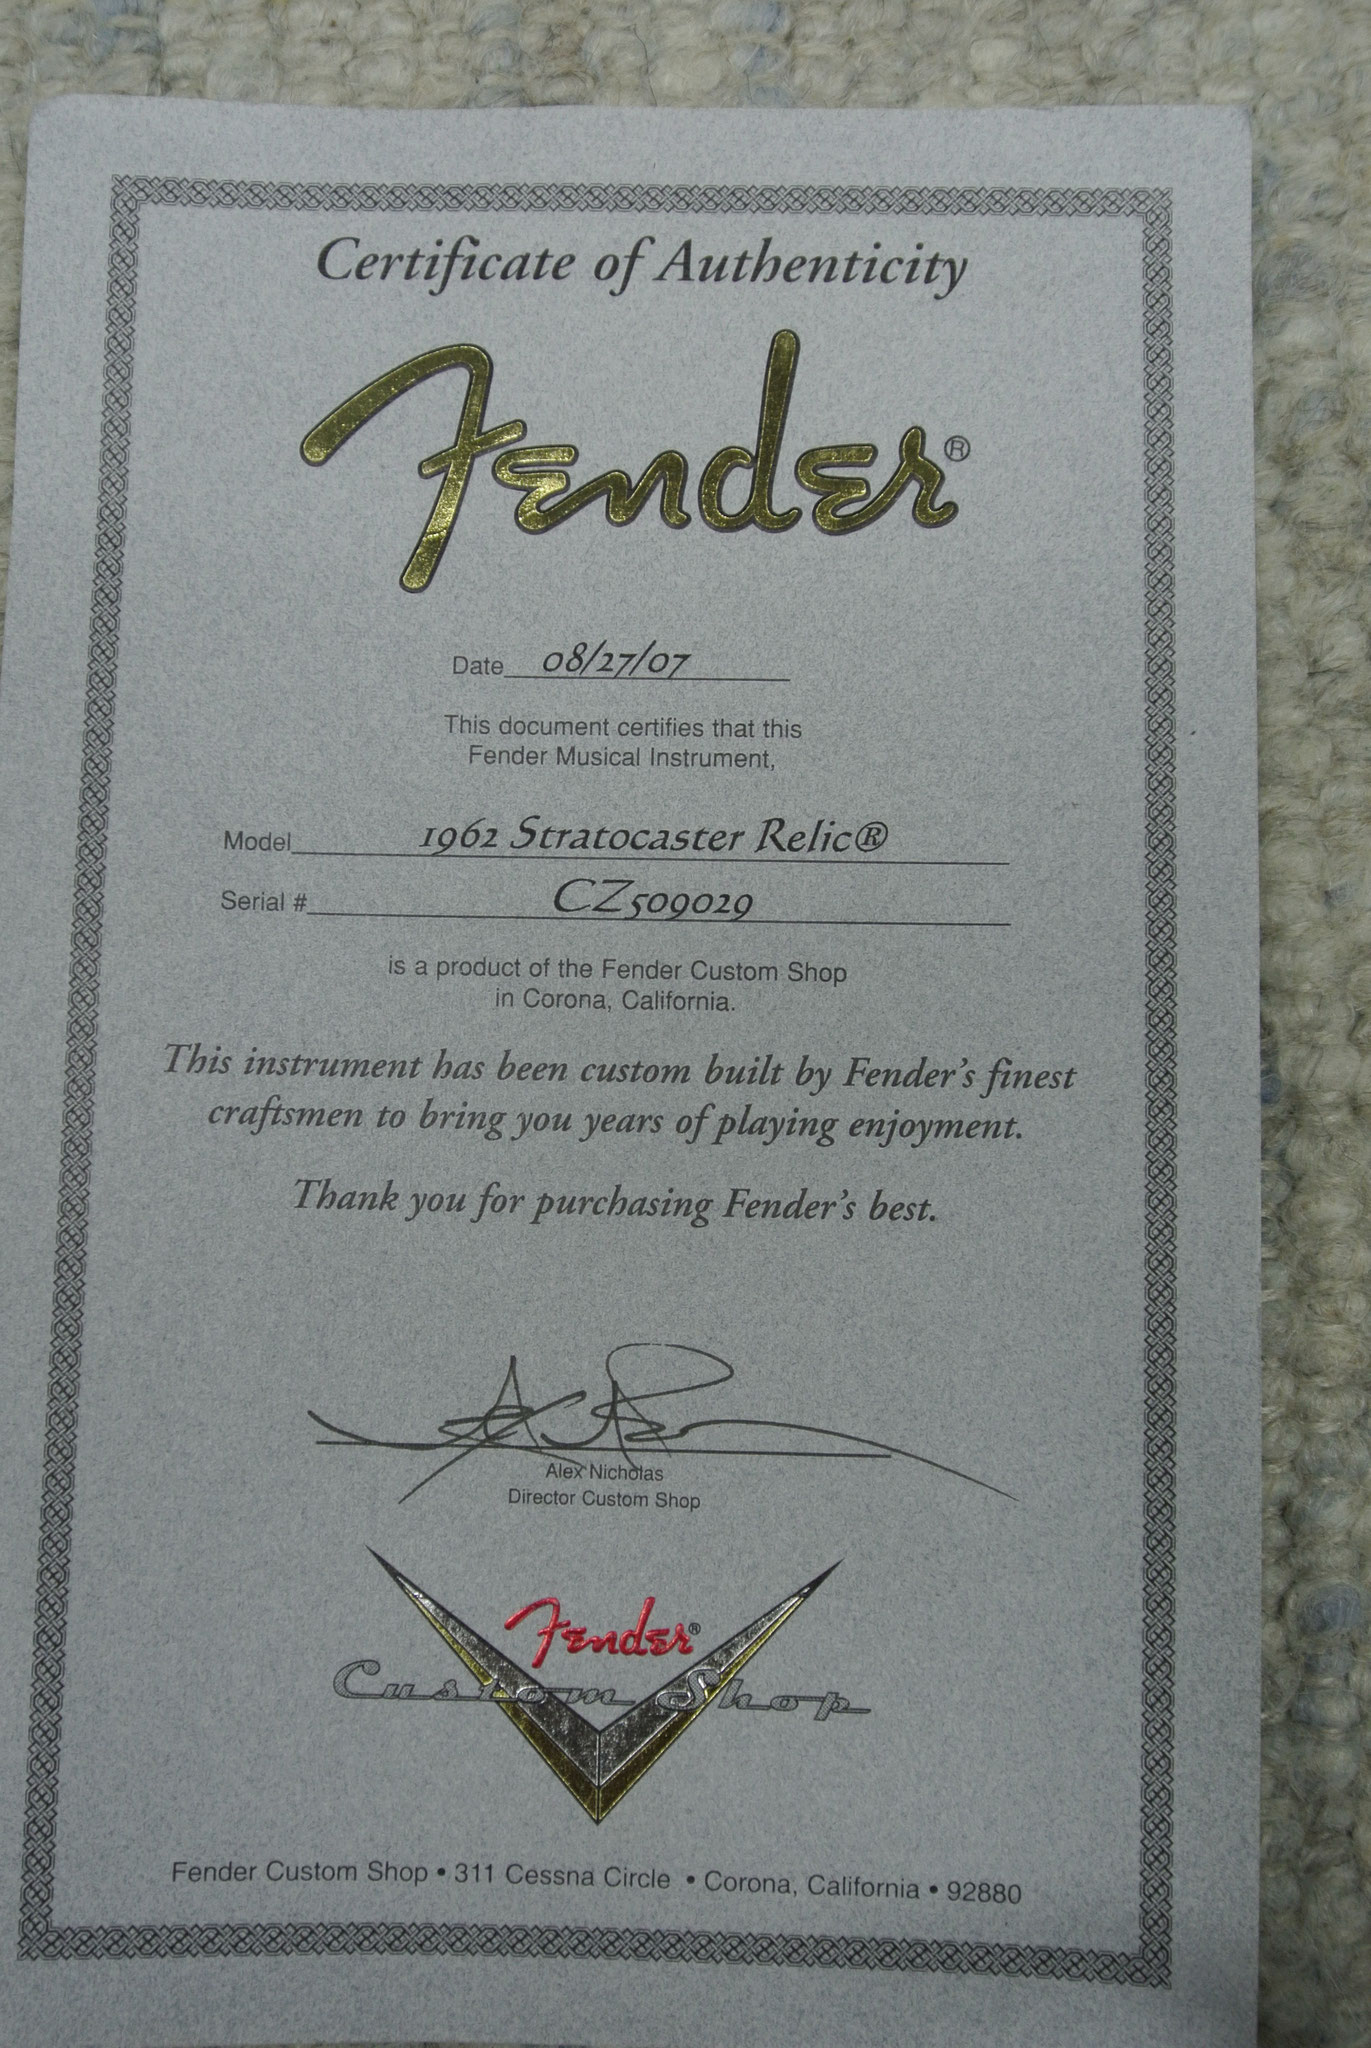 Certificate of Authenticity
Fender®
Date 08/27/07
This document certifies that this
Fender Musical Instrument,
Model 1962 Stratocaster Relic®
Serial # CZ509029
is a product of the Fender Custom Shop
in Corona, California.
This instrument has been custom built by Fender's finest
craftsmen to bring you years of playing enjoyment.
Thank you for purchasing Fender's best.
Alex Nicholas
Director Custom Shop
Fender®
Custom Shop
Fender Custom Shop • 311 Cessna Circle • Corona, California • 92880